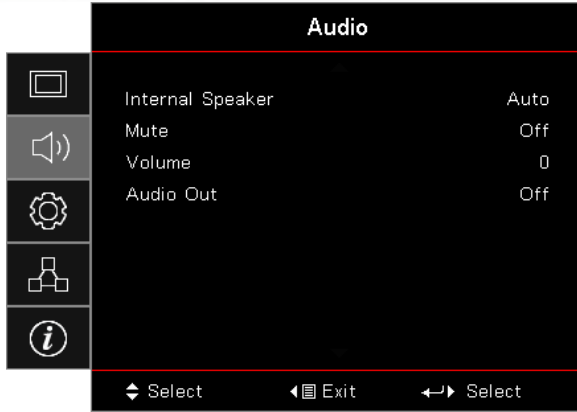 Audio
Internal Speaker Auto
Mute Off
Volume 0
Audio Out Off
Select Exit Select